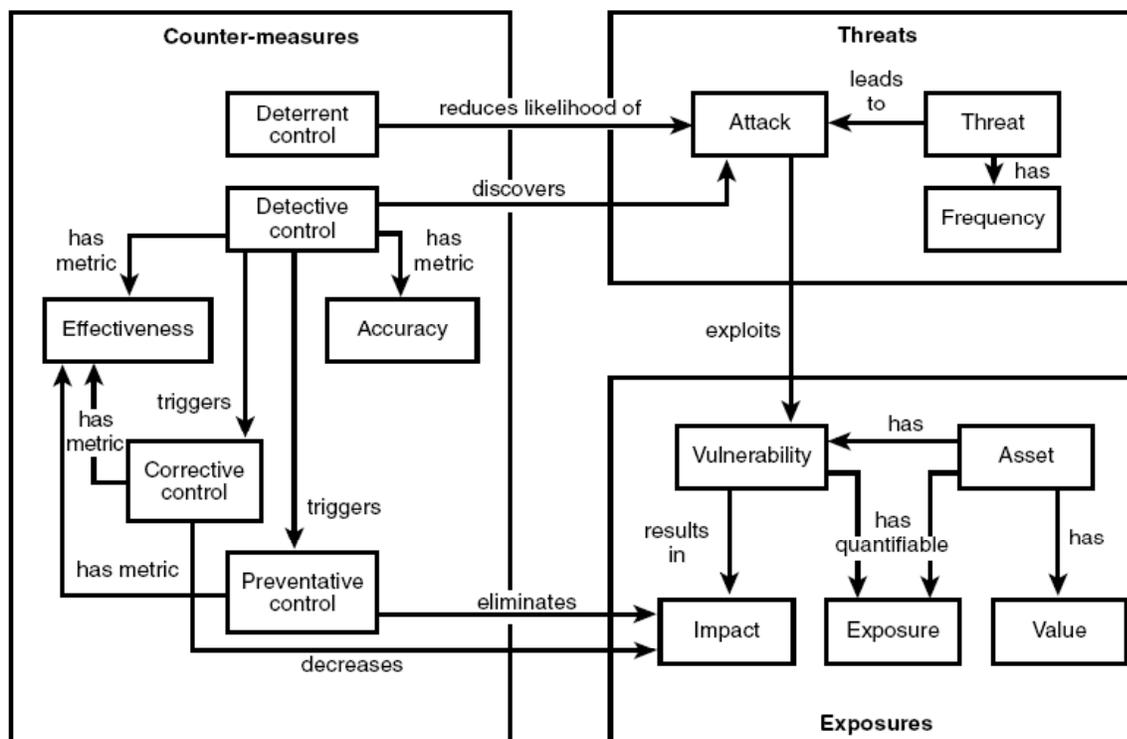 Counter-measures
Deterrent
control
Detective
control
has
metric
has
metric
Effectiveness
Accuracy
triggers
has
metric
Corrective
control
triggers
has metric
Preventative
control
reduces likelihood of
discovers
eliminates
decreases
Threats
Attack
leads
to
Threat
has
Frequency
exploits
Vulnerability
has
Asset
results
in
has
quantifiable
has
Impact
Exposure
Value
Exposures